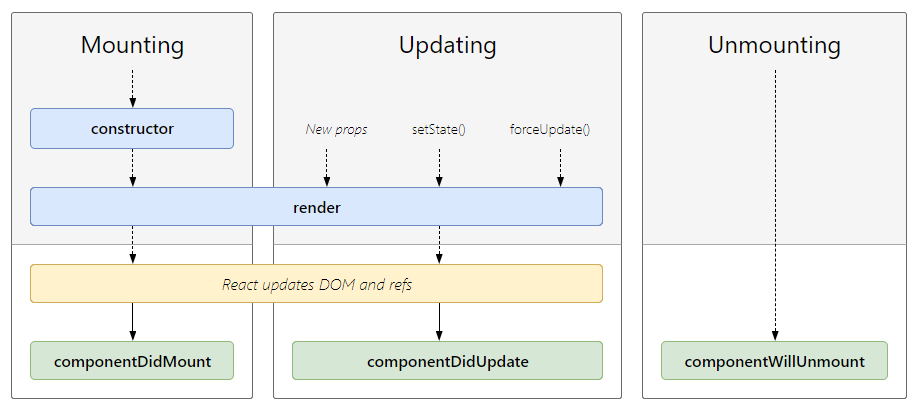 Mounting
Updating
Unmounting
constructor
New props
setState()
forceUpdate()
render
React updates DOM and refs
componentDidMount
componentDidUpdate
componentWillUnmount